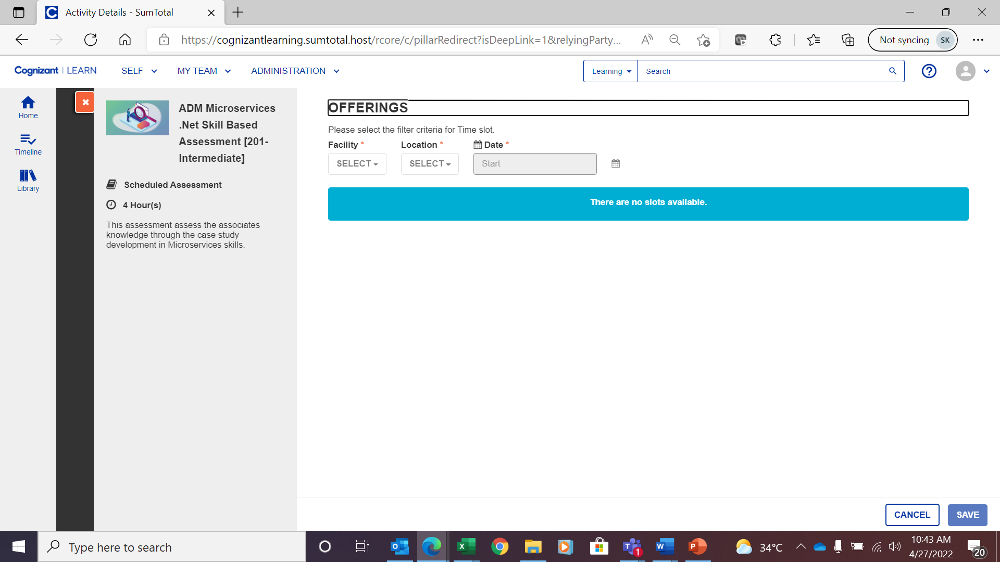 Activity Details - SumTotal
https://cognizantlearning.sumtotal.host/rcore/c/pillarRedirect?isDeepLink=1&relyingParty...
Not syncing SK
Cognizant | LEARN
SELF
MY TEAM
ADMINISTRATION
Learning
Search
Home
Timeline
Library
ADM Microservices
.Net Skill Based
Assessment [201-
Intermediate]
Scheduled Assessment
4 Hour(s)
This assessment assess the associates
knowledge through the case study
development in Microservices skills.
OFFERINGS
Please select the filter criteria for Time slot.
Facility * Location * Date *
SELECT SELECT Start
There are no slots available.
CANCEL SAVE
Type here to search
34°C
10:43 AM
4/27/2022
1
20